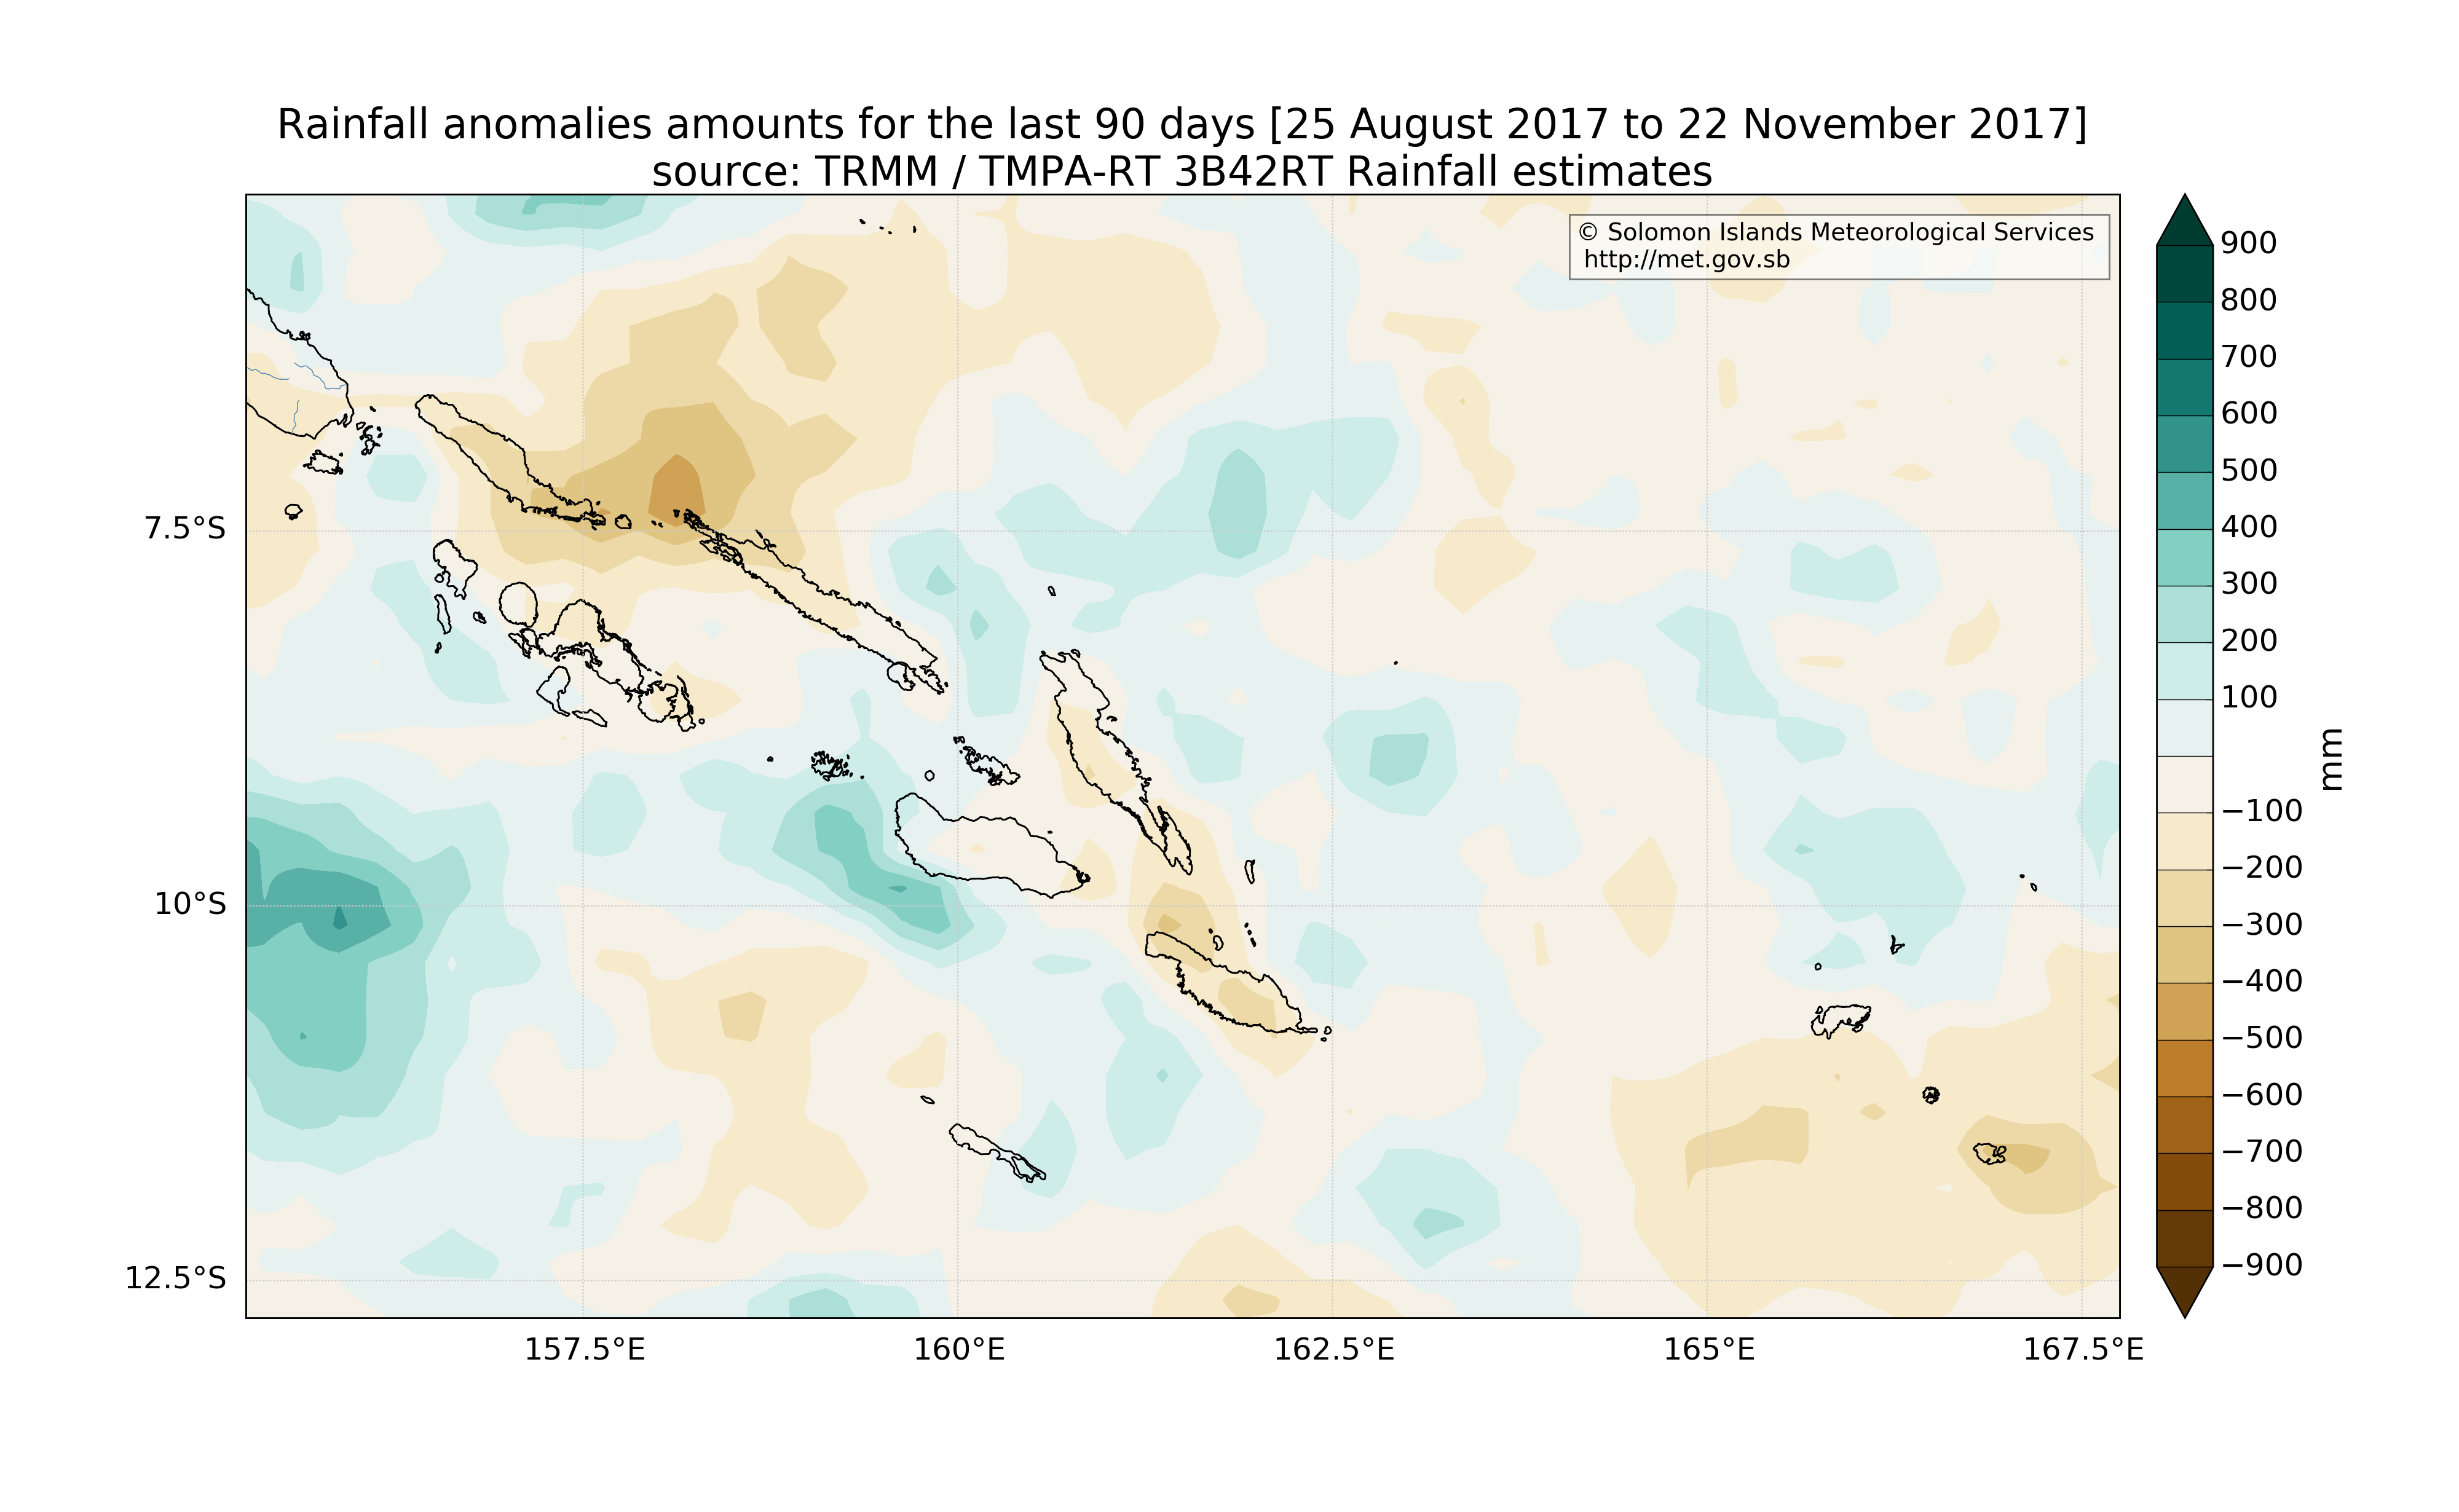 Rainfall anomalies amounts for the last 90 days [25 August 2017 to 22 November 2017]
source: TRMM / TMPA-RT 3B42RT Rainfall estimates
© Solomon Islands Meteorological Services
http://met.gov.sb
7.5°S
10°S
12.5°S
157.5°E
160°E
162.5°E
165°E
167.5°E
900
800
700
600
500
400
300
200
100
−100
−200
−300
−400
−500
−600
−700
−800
−900
mm